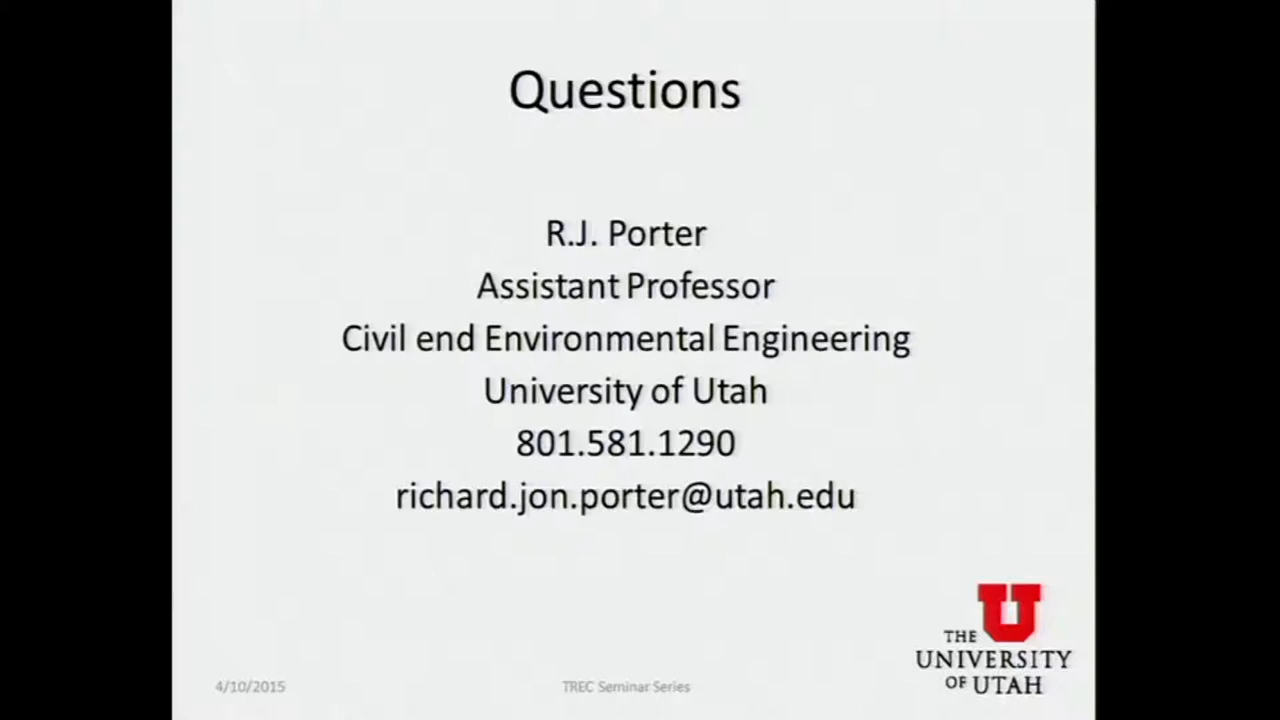 Questions
R.J. Porter
Assistant Professor
Civil end Environmental Engineering
University of Utah
801.581.1290
richard.jon.porter@utah.edu
U
THE
UNIVERSITY
OF UTAH
4/10/2015
TREC Seminar Series